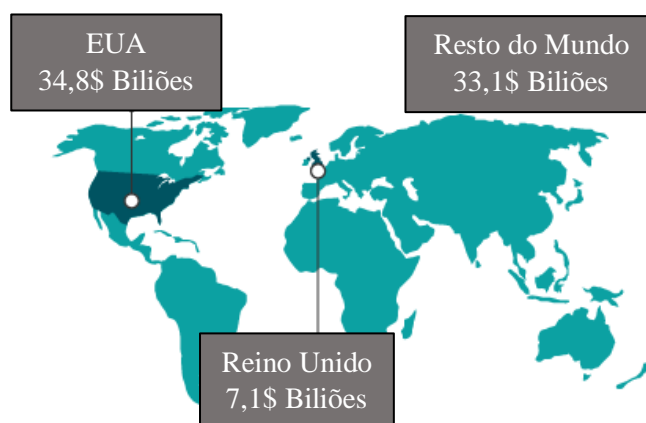 EUA
34,8$ Biliões
Resto do Mundo
33,1$ Biliões
Reino Unido
7,1$ Biliões